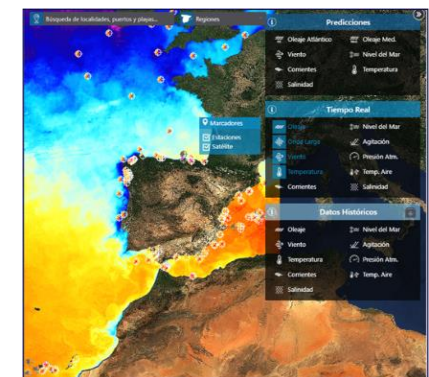 Búsqueda de localidades, puertos y playas...
Regiones
Marcadores
Estaciones
Satélite
Predicciones
Oleaje Atlántico
Oleaje Med.
Viento
Nivel del Mar
Corrientes
Temperatura
Salinidad
Tiempo Real
Oleaje
Nivel del Mar
Onda Larga
Agitación
Viento
Presión Atm.
Temperatura
Temp. Aire
Corrientes
Salinidad
Datos Históricos
Oleaje
Nivel del Mar
Viento
Agitación
Temperatura
Presión Atm.
Corrientes
Temp. Aire
Salinidad